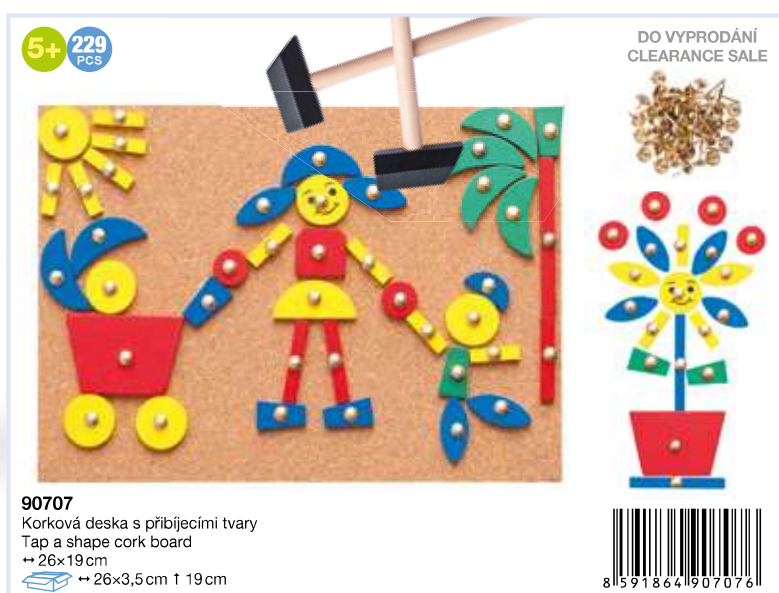 5+ 229
PCS
DO VYPRODÁNÍ
CLEARANCE SALE
90707
Korková deska s přibíjecími tvary
Tap a shape cork board
↔ 26×19 cm
↔ 26×3,5 cm ↑ 19 cm
8 591864 907076